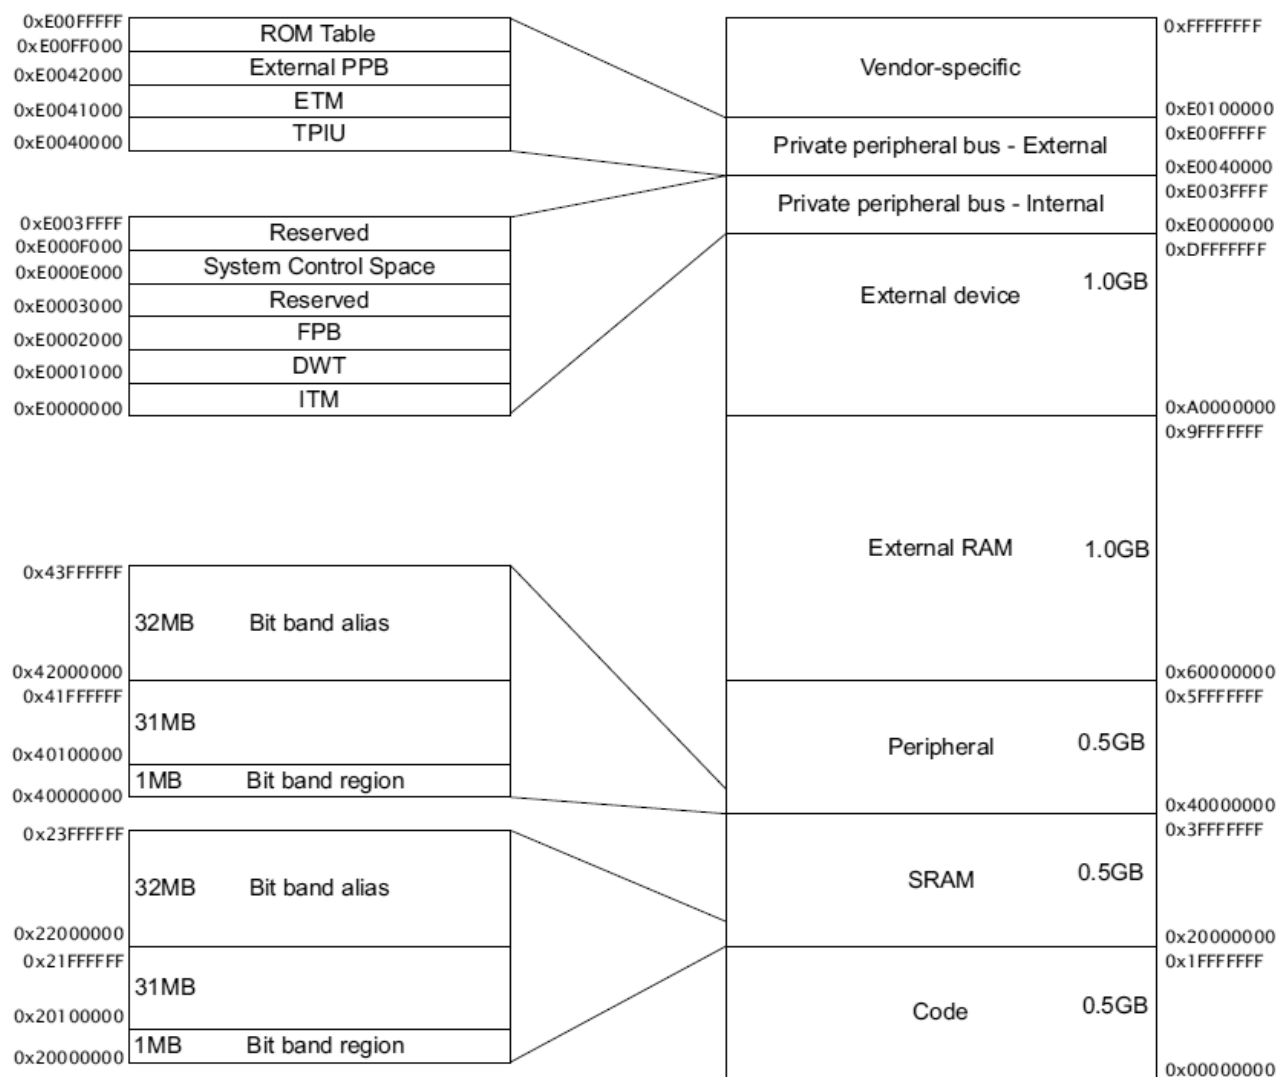 0xE00FFFFF
ROM Table
0xE00FF000
External PPB
0xE0042000
ETM
0xE0041000
TPIU
0xE0040000
0xE003FFFF
Reserved
0xE000F000
System Control Space
0xE000E000
Reserved
0xE0003000
FPB
0xE0002000
DWT
0xE0001000
ITM
0xE0000000
0x43FFFFFF
32MB Bit band alias
0x42000000
0x41FFFFFF
31MB
0x40100000
1MB Bit band region
0x40000000
0x23FFFFFF
32MB Bit band alias
0x22000000
0x21FFFFFF
31MB
0x20100000
1MB Bit band region
0x20000000
0xFFFFFFFF
Vendor-specific
0xE0100000
0xE00FFFFF
Private peripheral bus - External
0xE0040000
0xE003FFFF
Private peripheral bus - Internal
0xE0000000
0xDFFFFFFF
External device 1.0GB
0xA0000000
0x9FFFFFFF
External RAM 1.0GB
0x60000000
0x5FFFFFFF
Peripheral 0.5GB
0x40000000
0x3FFFFFFF
SRAM 0.5GB
0x20000000
0x1FFFFFFF
Code 0.5GB
0x00000000